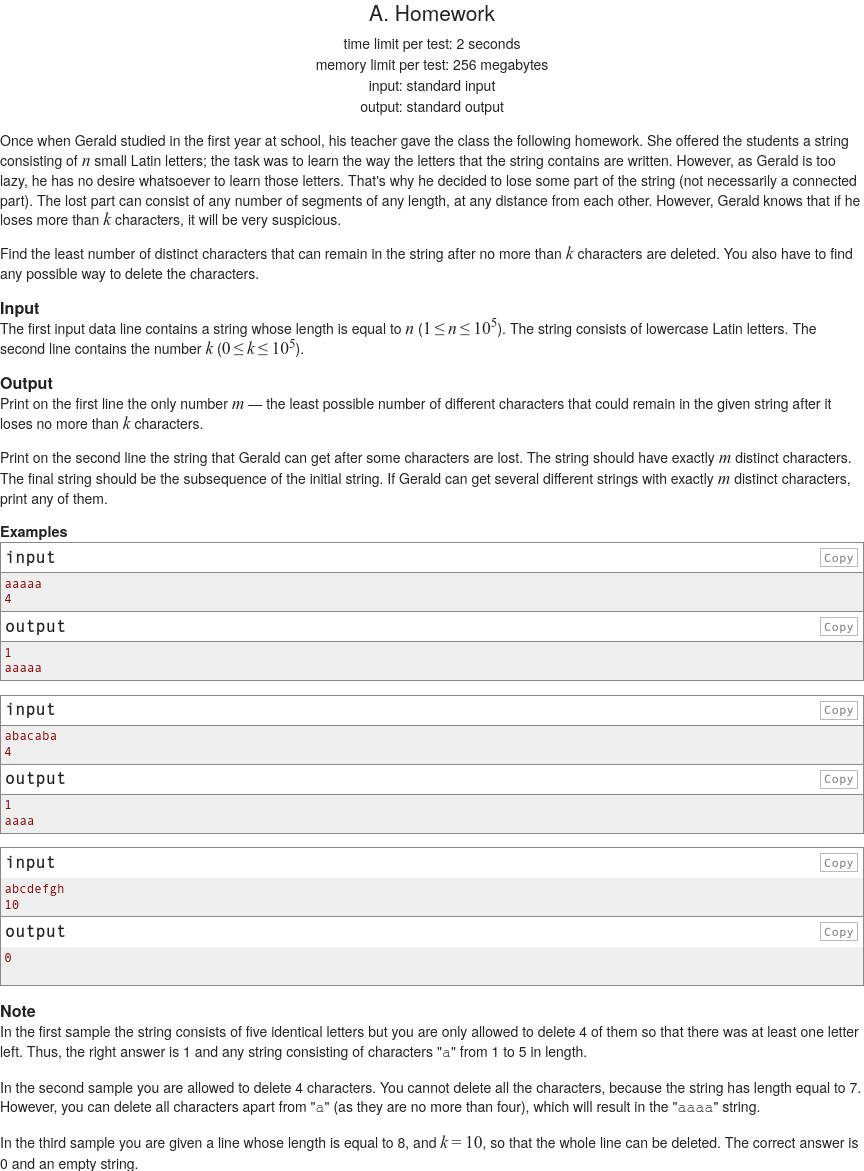 A. Homework
time limit per test: 2 seconds
memory limit per test: 256 megabytes
input: standard input
output: standard output
Once when Gerald studied in the first year at school, his teacher gave the class the following homework. She offered the students a string
consisting of n small Latin letters; the task was to learn the way the letters that the string contains are written. However, as Gerald is too
lazy, he has no desire whatsoever to learn those letters. That's why he decided to lose some part of the string (not necessarily a connected
part). The lost part can consist of any number of segments of any length, at any distance from each other. However, Gerald knows that if he
loses more than k characters, it will be very suspicious.
Find the least number of distinct characters that can remain in the string after no more than k characters are deleted. You also have to find
any possible way to delete the characters.
Input
The first input data line contains a string whose length is equal to n (1 ≤ n ≤ 10^5). The string consists of lowercase Latin letters. The
second line contains the number k (0 ≤ k ≤ 10^5).
Output
Print on the first line the only number m — the least possible number of different characters that could remain in the given string after it
loses no more than k characters.
Print on the second line the string that Gerald can get after some characters are lost. The string should have exactly m distinct characters.
The final string should be the subsequence of the initial string. If Gerald can get several different strings with exactly m distinct characters,
print any of them.
Examples
input Copy
aaaaa
4
output Copy
1
aaaaa
input Copy
abacaba
4
output Copy
1
aaaa
input Copy
abcdefgh
10
output Copy
0
Note
In the first sample the string consists of five identical letters but you are only allowed to delete 4 of them so that there was at least one letter
left. Thus, the right answer is 1 and any string consisting of characters "a" from 1 to 5 in length.
In the second sample you are allowed to delete 4 characters. You cannot delete all the characters, because the string has length equal to 7.
However, you can delete all characters apart from "a" (as they are no more than four), which will result in the "aaaa" string.
In the third sample you are given a line whose length is equal to 8, and k = 10, so that the whole line can be deleted. The correct answer is
0 and an empty string.